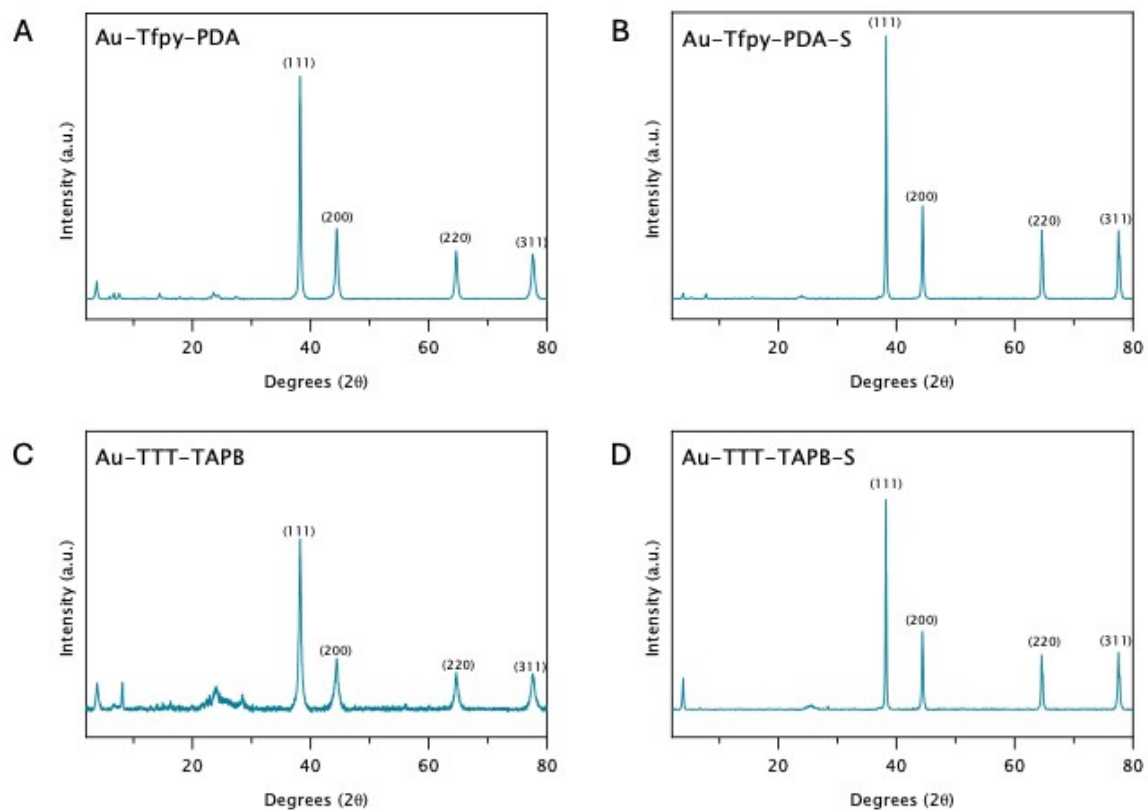 A
Au-Tfpy-PDA
(111)
(200)
(220)
(311)
Intensity (a.u.)
20
40
60
80
Degrees (2θ)
B
Au-Tfpy-PDA-S
(111)
(200)
(220)
(311)
Intensity (a.u.)
20
40
60
80
Degrees (2θ)
C
Au-TTT-TAPB
(111)
(200)
(220)
(311)
Intensity (a.u.)
20
40
60
80
Degrees (2θ)
D
Au-TTT-TAPB-S
(111)
(200)
(220)
(311)
Intensity (a.u.)
20
40
60
80
Degrees (2θ)